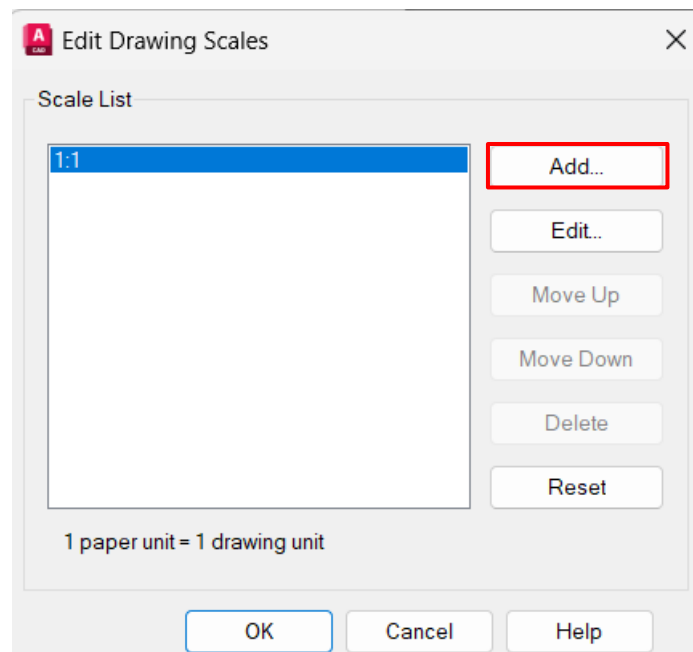 A
CAD
Edit Drawing Scales
Scale List
1:1
Add...
Edit...
Move Up
Move Down
Delete
Reset
1 paper unit = 1 drawing unit
OK
Cancel
Help